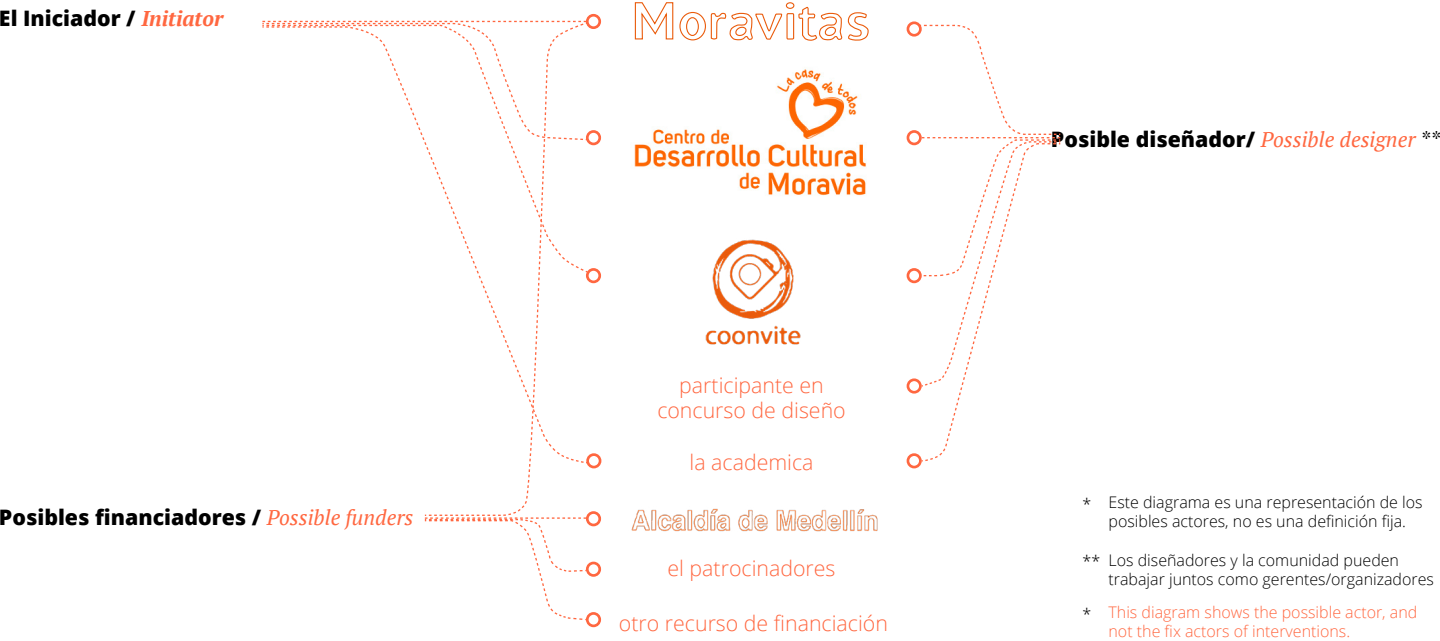 El Iniciador / Initiator
Moravitas
La casa de todos
Centro de
Desarrollo Cultural
de Moravia
Posible diseñador/ Possible designer **
coonvite
participante en
concurso de diseño
la academica
Posibles financiadores / Possible funders
Alcaldía de Medellín
el patrocinadores
otro recurso de financiación
* Este diagrama es una representación de los
posibles actores, no es una definición fija.
** Los diseñadores y la comunidad pueden
trabajar juntos como gerentes/organizadores
* This diagram shows the possible actor, and
not the fix actors of interventions.